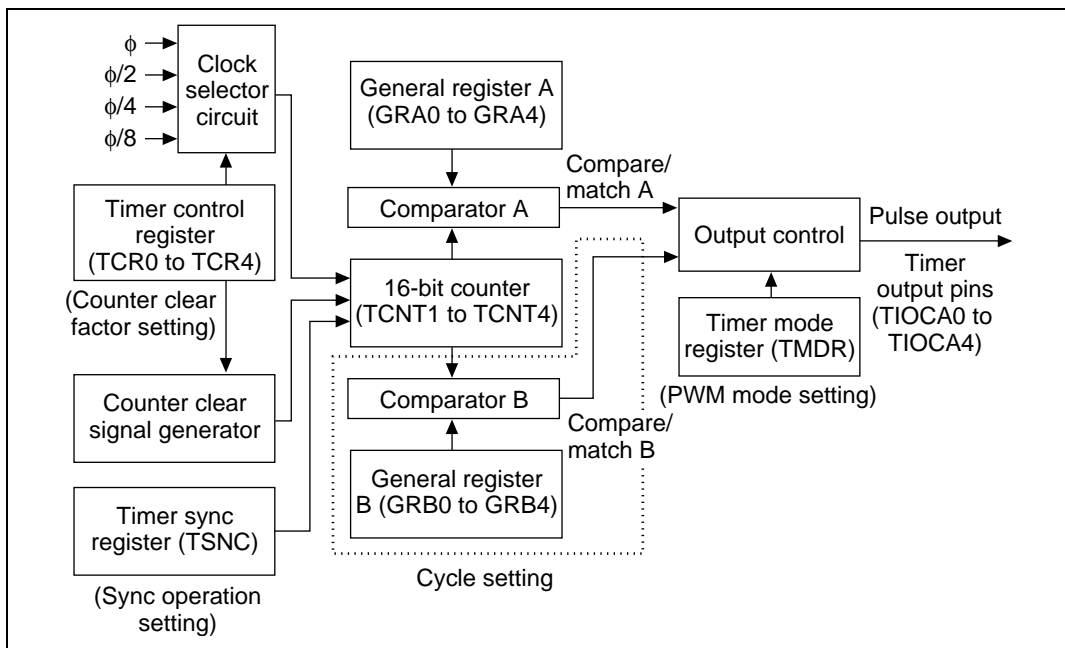 ϕ
ϕ/2
ϕ/4
ϕ/8
Clock
selector
circuit
General register A
(GRA0 to GRA4)
Timer control
register
(TCR0 to TCR4)
(Counter clear
factor setting)
Comparator A
Compare/
match A
Output control
Pulse output
Timer
output pins
(TIOCA0 to
TIOCA4)
16-bit counter
(TCNT1 to TCNT4)
Timer mode
register (TMDR)
(PWM mode setting)
Counter clear
signal generator
Comparator B
Compare/
match B
General register
B (GRB0 to GRB4)
Timer sync
register (TSNC)
(Sync operation
setting)
Cycle setting